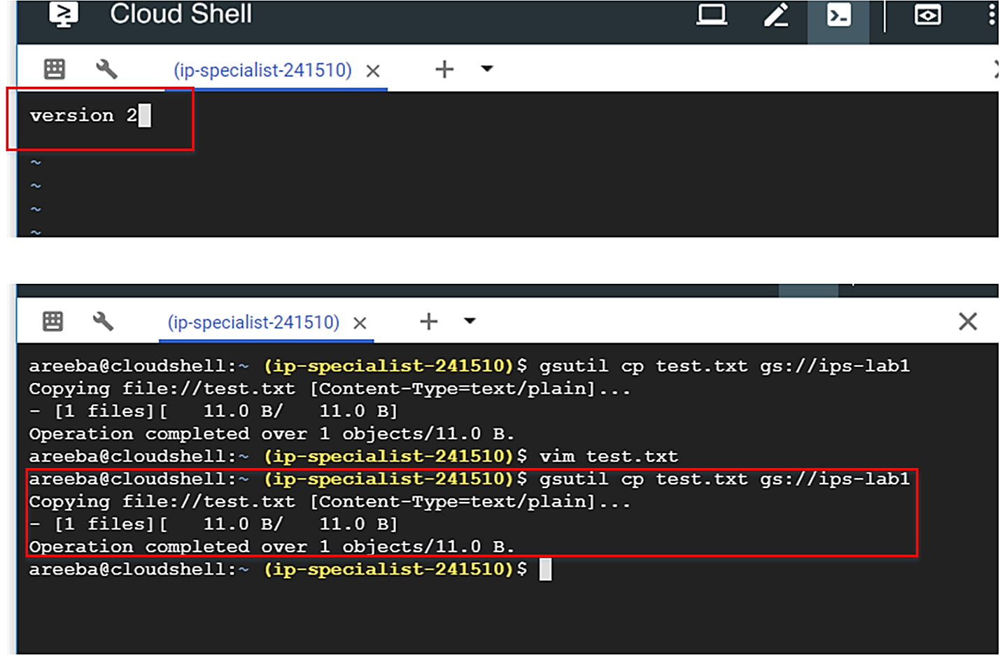 Cloud Shell
(ip-specialist-241510)
version 2
~
~
~
~
(ip-specialist-241510)
areeba@cloudshell:~ (ip-specialist-241510)$ gsutil cp test.txt gs://ips-lab1
Copying file://test.txt [Content-Type=text/plain]...
- [1 files][   11.0 B/   11.0 B]
Operation completed over 1 objects/11.0 B.
areeba@cloudshell:~ (ip-specialist-241510)$ vim test.txt
areeba@cloudshell:~ (ip-specialist-241510)$ gsutil cp test.txt gs://ips-lab1
Copying file://test.txt [Content-Type=text/plain]...
- [1 files][   11.0 B/   11.0 B]
Operation completed over 1 objects/11.0 B.
areeba@cloudshell:~ (ip-specialist-241510)$